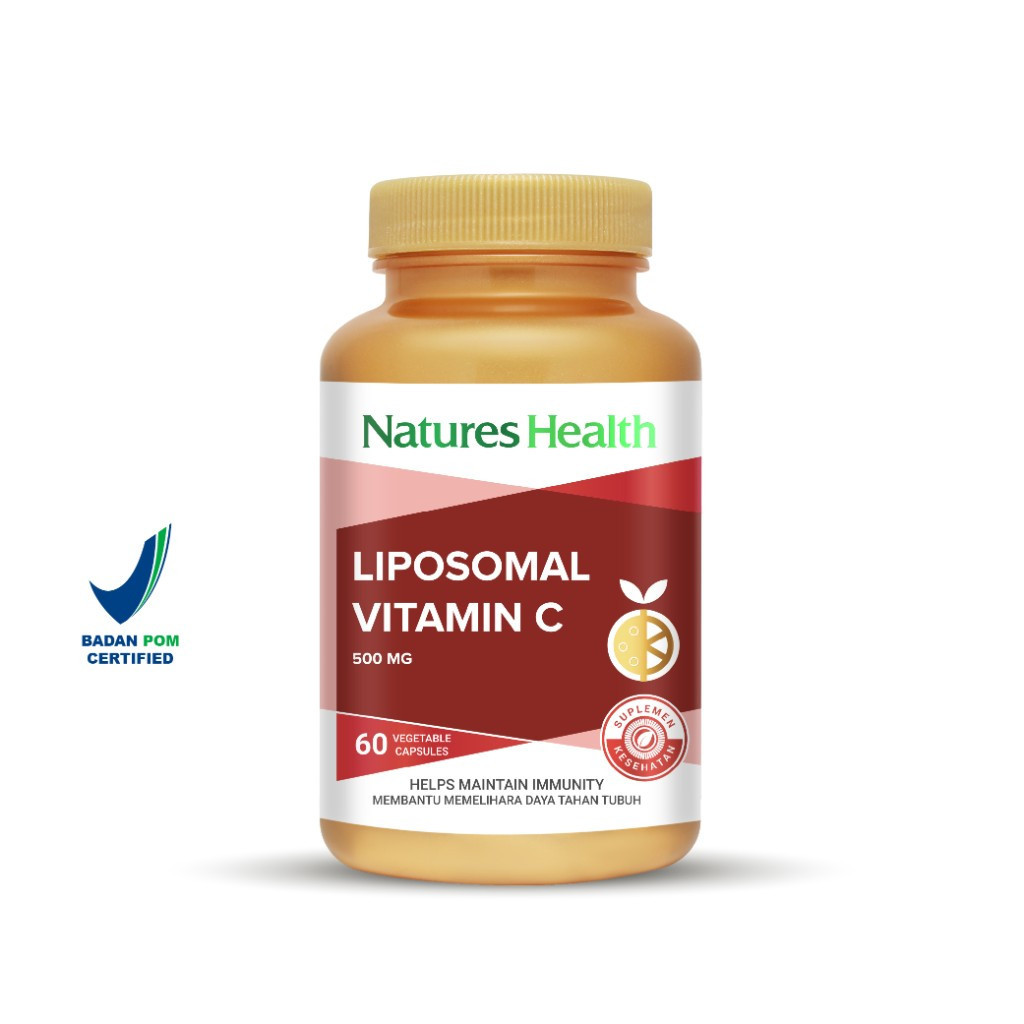 Natures Health
LIPOSOMAL
VITAMIN C
500 MG
60 VEGETABLE
CAPSULES
SUPLEMEN
KESEHATAN
HELPS MAINTAIN IMMUNITY
MEMBANTU MEMELIHARA DAYA TAHAN TUBUH
BADAN POM
CERTIFIED